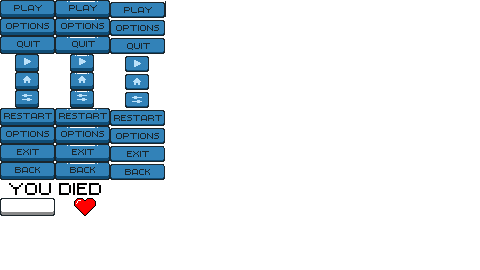 PLAY PLAY PLAY
OPTIONS OPTIONS OPTIONS
QUIT QUIT QUIT
RESTART RESTART RESTART
OPTIONS OPTIONS OPTIONS
EXIT EXIT EXIT
BACK BACK BACK
YOU DIED